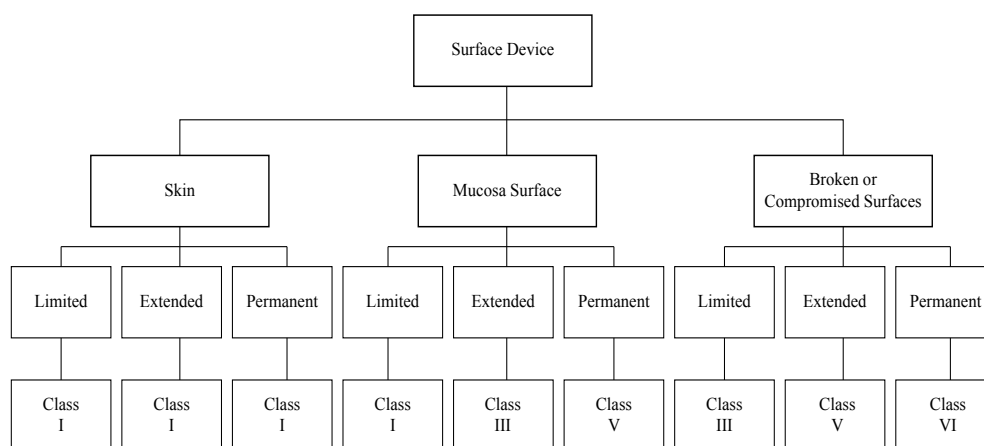 Surface Device
Skin
Mucosa Surface
Broken or
Compromised Surfaces
Limited
Extended
Permanent
Limited
Extended
Permanent
Limited
Extended
Permanent
Class
I
Class
I
Class
I
Class
I
Class
III
Class
V
Class
III
Class
V
Class
VI